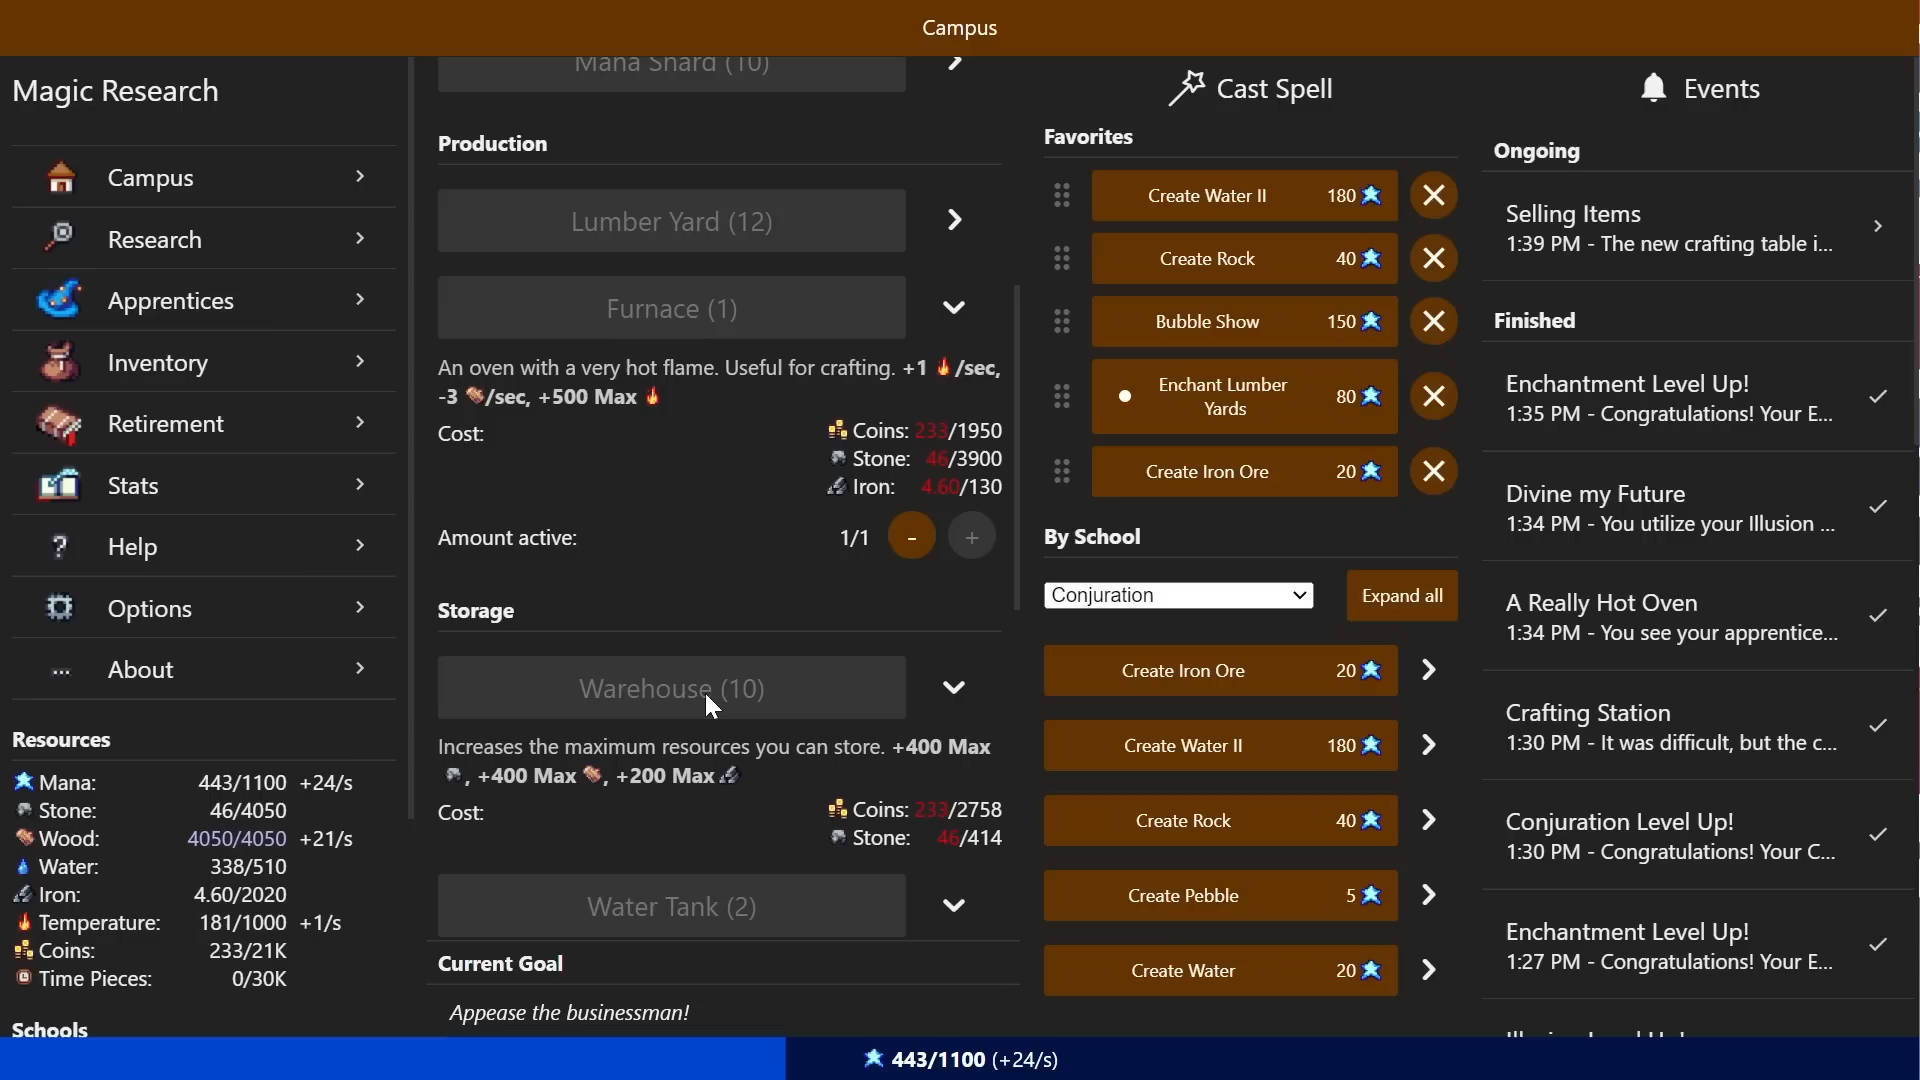 Campus
Magic Research
Campus
Research
Apprentices
Inventory
Retirement
Stats
Help
Options
About
Resources
Mana: 443/1100 +24/s
Stone: 46/4050
Wood: 4050/4050 +21/s
Water: 338/510
Iron: 4.60/2020
Temperature: 181/1000 +1/s
Coins: 233/21K
Time Pieces: 0/30K
Schools
Mana Shard (10)
Production
Lumber Yard (12)
Furnace (1)
An oven with a very hot flame. Useful for crafting. +1 /sec,
-3 /sec, +500 Max
Cost: Coins: 233/1950
Stone: 46/3900
Iron: 4.60/130
Amount active: 1/1 - +
Storage
Warehouse (10)
Increases the maximum resources you can store. +400 Max
, +400 Max , +200 Max
Cost: Coins: 233/2758
Stone: 46/414
Water Tank (2)
Current Goal
Appease the businessman!
Cast Spell
Favorites
Create Water II 180
Create Rock 40
Bubble Show 150
Enchant Lumber
Yards 80
Create Iron Ore 20
By School
Conjuration Expand all
Create Iron Ore 20
Create Water II 180
Create Rock 40
Create Pebble 5
Create Water 20
Events
Ongoing
Selling Items
1:39 PM - The new crafting table i...
Finished
Enchantment Level Up!
1:35 PM - Congratulations! Your E...
Divine my Future
1:34 PM - You utilize your Illusion ...
A Really Hot Oven
1:34 PM - You see your apprentice...
Crafting Station
1:30 PM - It was difficult, but the c...
Conjuration Level Up!
1:30 PM - Congratulations! Your C...
Enchantment Level Up!
1:27 PM - Congratulations! Your E...
443/1100 (+24/s)